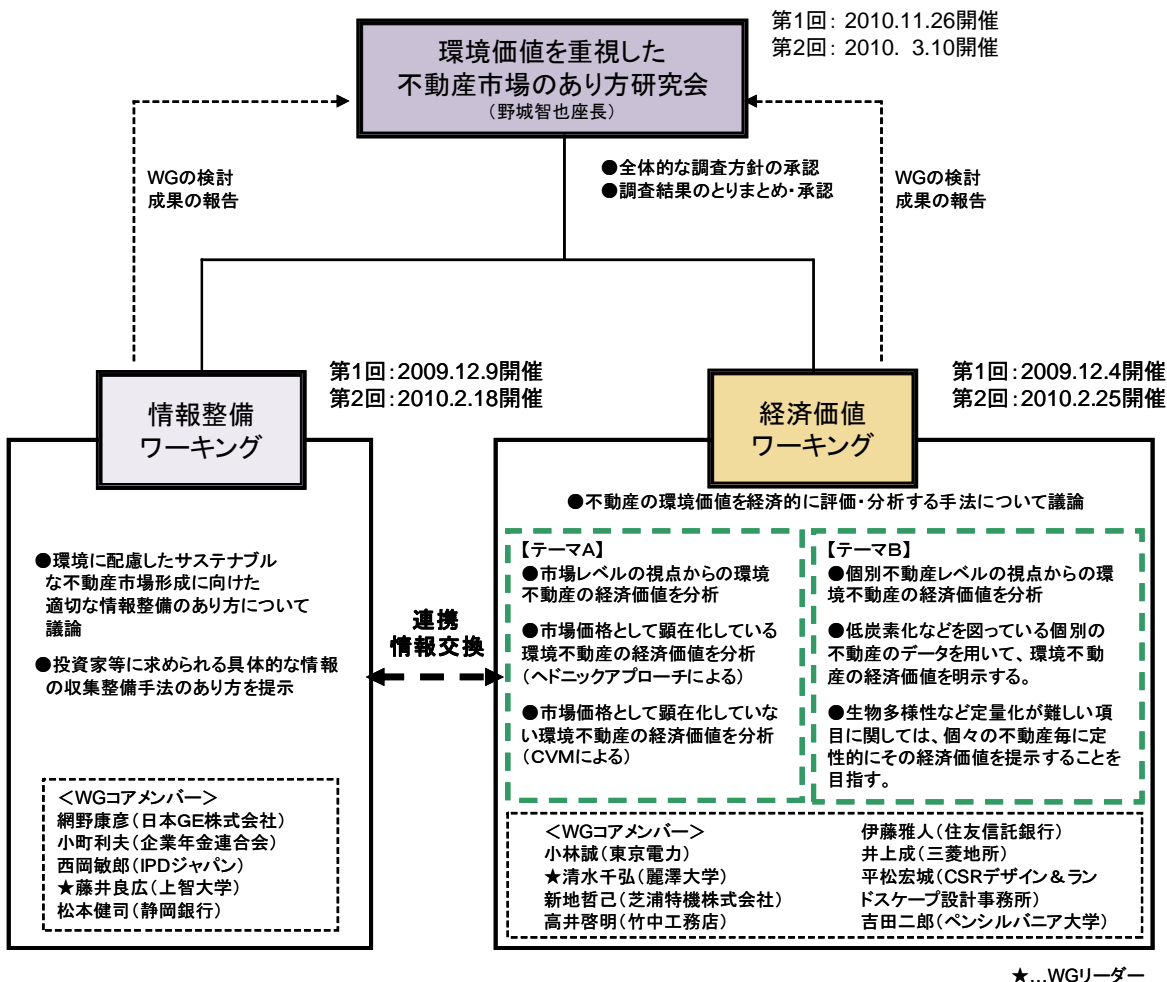 第1回： 2010.11.26開催
第2回： 2010. 3.10開催
環境価値を重視した
不動産市場のあり方研究会
（野城智也座長）
●全体的な調査方針の承認
●調査結果のとりまとめ・承認
WGの検討
成果の報告
WGの検討
成果の報告
第1回：2009.12.9開催
第2回：2010.2.18開催
情報整備
ワーキング
●環境に配慮したサステナブル
な不動産市場形成に向けた
適切な情報整備のあり方について
議論
●投資家等に求められる具体的な情報
の収集整備手法のあり方を提示
＜WGコアメンバー＞
網野康彦（日本GE株式会社）
小町利夫（企業年金連合会）
西岡敏郎（IPDジャパン）
★藤井良広（上智大学）
松本健司（静岡銀行）
連携
情報交換
第1回：2009.12.4開催
第2回：2010.2.25開催
経済価値
ワーキング
●不動産の環境価値を経済的に評価・分析する手法について議論
【テーマA】
●市場レベルの視点からの環境
不動産の経済価値を分析
●市場価格として顕在化している
環境不動産の経済価値を分析
（ヘドニックアプローチによる）
●市場価格として顕在化していな
い環境不動産の経済価値を分析
（CVMによる）
【テーマB】
●個別不動産レベルの視点からの環
境不動産の経済価値を分析
●低炭素化などを図っている個別の
不動産のデータを用いて、環境不動
産の経済価値を明示する。
●生物多様性など定量化が難しい項
目に関しては、個々の不動産毎に定
性的にその経済価値を提示することを
目指す。
＜WGコアメンバー＞
小林誠（東京電力）
★清水千弘（麗澤大学）
新地哲己（芝浦特機株式会社）
高井啓明（竹中工務店）
伊藤雅人（住友信託銀行）
井上成（三菱地所）
平松宏城（CSRデザイン＆ラン
ドスケープ設計事務所）
吉田二郎（ペンシルバニア大学）
★…WGリーダー